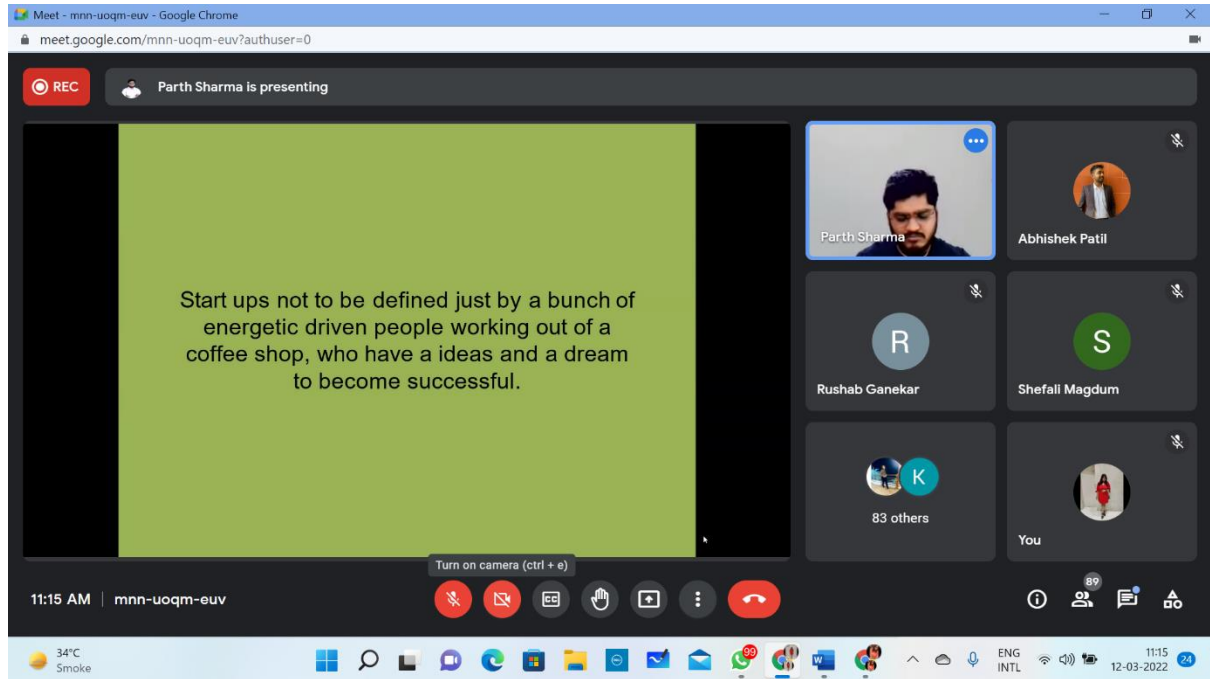 Meet - mnn-uoqm-euv - Google Chrome
meet.google.com/mnn-uoqm-euv?authuser=0
REC
Parth Sharma is presenting
Start ups not to be defined just by a bunch of
energetic driven people working out of a
coffee shop, who have a ideas and a dream
to become successful.
Parth Sharma
Abhishek Patil
R
Rushab Ganekar
S
Shefali Magdum
K
83 others
You
Turn on camera (ctrl + e)
11:15 AM | mnn-uoqm-euv
CC
89
34°C
Smoke
99
ENG
INTL
11:15
12-03-2022
24